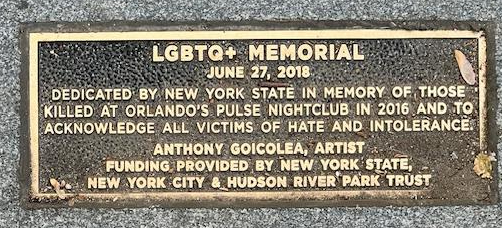 LGBTQ+ MEMORIAL
JUNE 27, 2018
DEDICATED BY NEW YORK STATE IN MEMORY OF THOSE
KILLED AT ORLANDO'S PULSE NIGHTCLUB IN 2016 AND TO
ACKNOWLEDGE ALL VICTIMS OF HATE AND INTOLERANCE.
ANTHONY GOICOLEA, ARTIST
FUNDING PROVIDED BY NEW YORK STATE,
NEW YORK CITY & HUDSON RIVER PARK TRUST